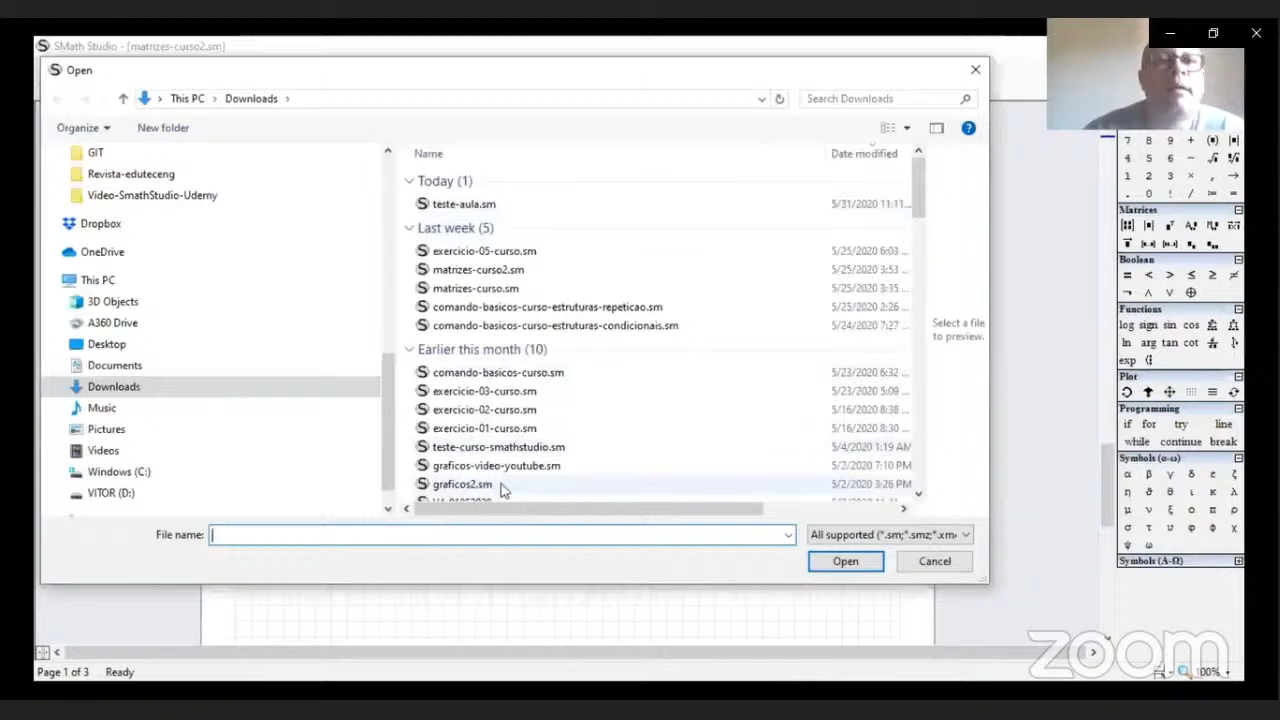 SMath Studio - [matrizes-curso2.sm]
Open
This PC > Downloads >
Search Downloads
Organize
New folder
GIT
Revista-eduteceng
Video-SmathStudio-Udemy
Dropbox
OneDrive
This PC
3D Objects
A360 Drive
Desktop
Documents
Downloads
Music
Pictures
Videos
Windows (C:)
VITOR (D:)
Name
Date modified
Today (1)
teste-aula.sm 5/31/2020 11:11...
Last week (5)
exercicio-05-curso.sm 5/25/2020 6:03 ...
matrizes-curso2.sm 5/25/2020 3:53 ...
matrizes-curso.sm 5/25/2020 3:35 ...
comando-basicos-curso-estruturas-repeticao.sm 5/25/2020 2:26 ...
comando-basicos-curso-estruturas-condicionais.sm 5/24/2020 7:27 ...
Earlier this month (10)
comando-basicos-curso.sm 5/23/2020 6:32 ...
exercicio-03-curso.sm 5/23/2020 5:09 ...
exercicio-02-curso.sm 5/16/2020 8:38 ...
exercicio-01-curso.sm 5/16/2020 8:30 ...
teste-curso-smathstudio.sm 5/4/2020 1:19 AM
graficos-video-youtube.sm 5/2/2020 7:10 PM
graficos2.sm 5/2/2020 3:26 PM
Select a file
to preview.
File name:
All supported (*.sm;*.smz;*.xm
Open
Cancel
7 8 9 +
4 5 6 −
1 2 3 × , →
. 0 ! / := =
Matrices
Boolean
= < > ≤ ≥ ≠
¬ ∧ ∨ ⊕
Functions
log sign sin cos
ln arg tan cot
exp
Plot
Programming
if for try line
while continue break
Symbols (α-ω)
α β γ δ ε ζ
η ϑ θ ι κ λ
μ ν ξ ο π ρ
σ τ υ φ ϕ χ
ψ ω
Symbols (Α-Ω)
zoom
Page 1 of 3
Ready
100%